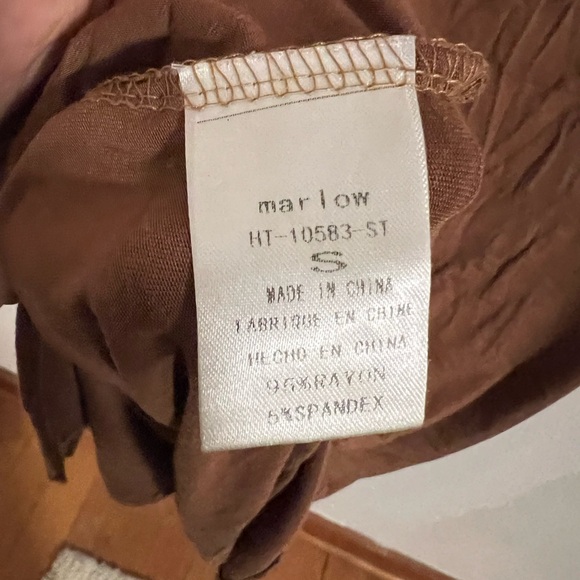 marlow
HT-10583-ST
S
MADE IN CHINA
FABRIQUE EN CHINE
HECHO EN CHINA
95%RAYON
5%SPANDEX